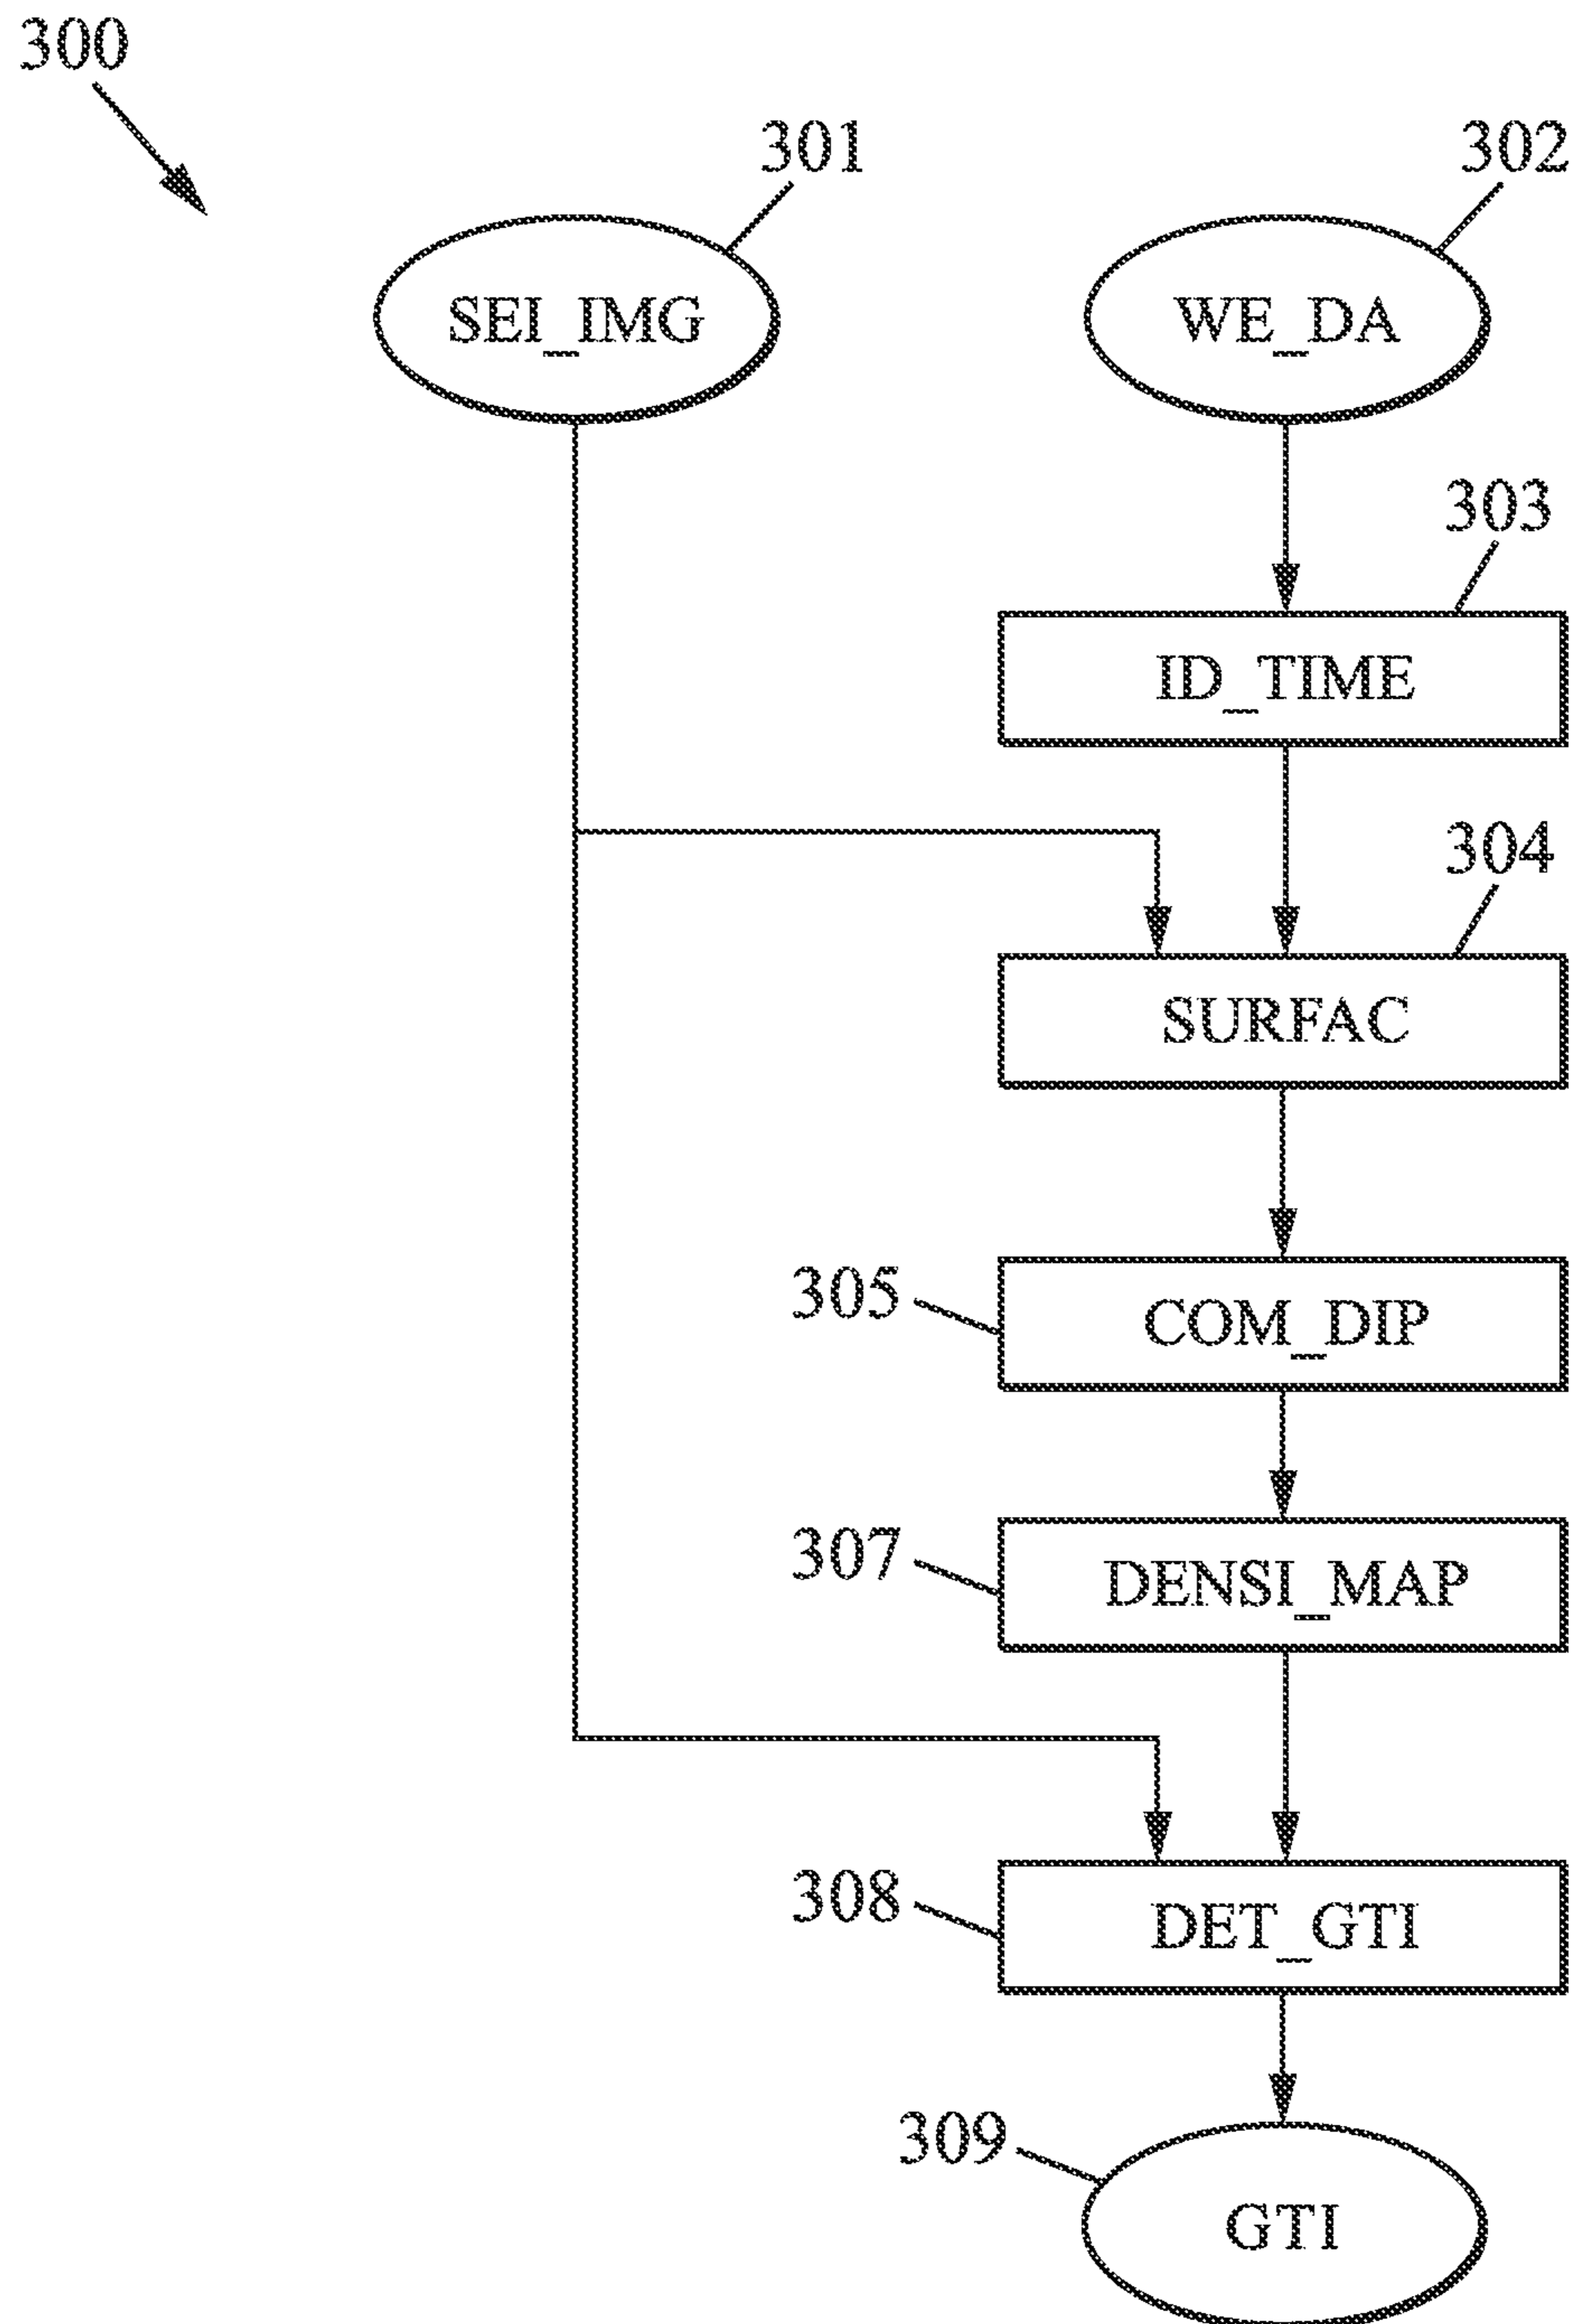 300
301
302
SEI_IMG
WE_DA
303
ID_TIME
304
SURFAC
305
COM_DIP
307
DENSI_MAP
308
DET_GTI
309
GTI